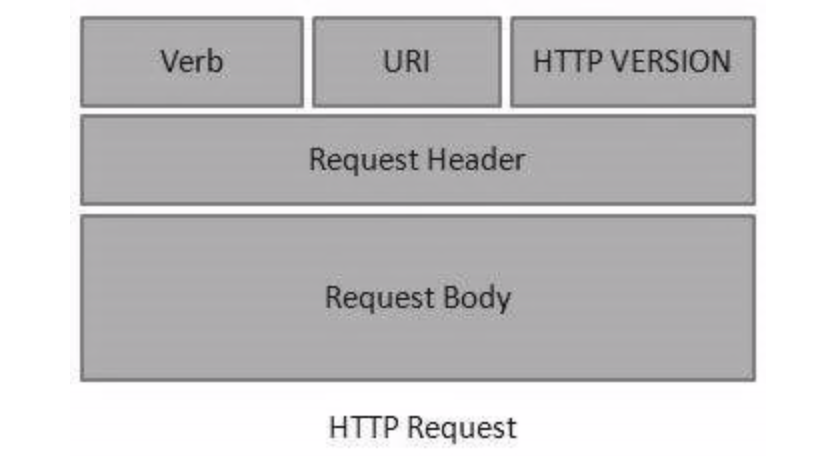 Verb URI HTTP VERSION
Request Header
Request Body
HTTP Request